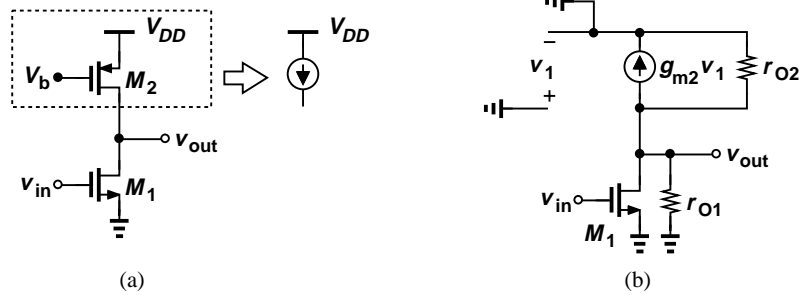 V_DD
V_b
M_2
V_DD
v_out
v_in
M_1
(a)
−
v_1
+
g_m2 v_1
r_O2
v_out
v_in
M_1
r_O1
(b)